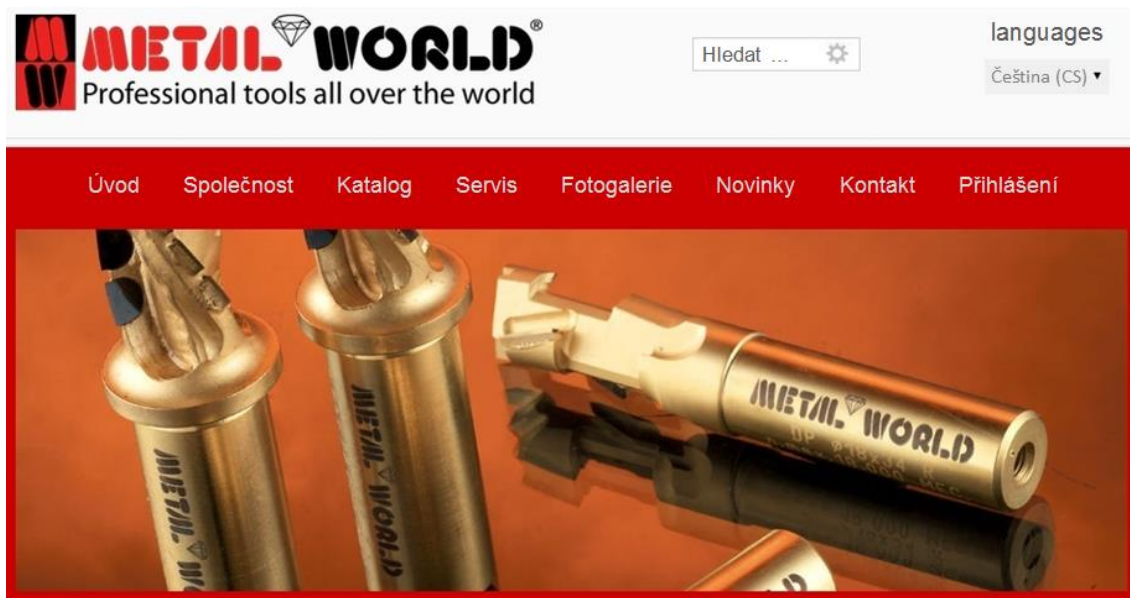 METAL WORLD®
Professional tools all over the world
Hledat ...
languages
Čeština (CS)
Úvod Společnost Katalog Servis Fotogalerie Novinky Kontakt Přihlášení
METAL WORLD
METAL WORLD
METAL WORLD
DP